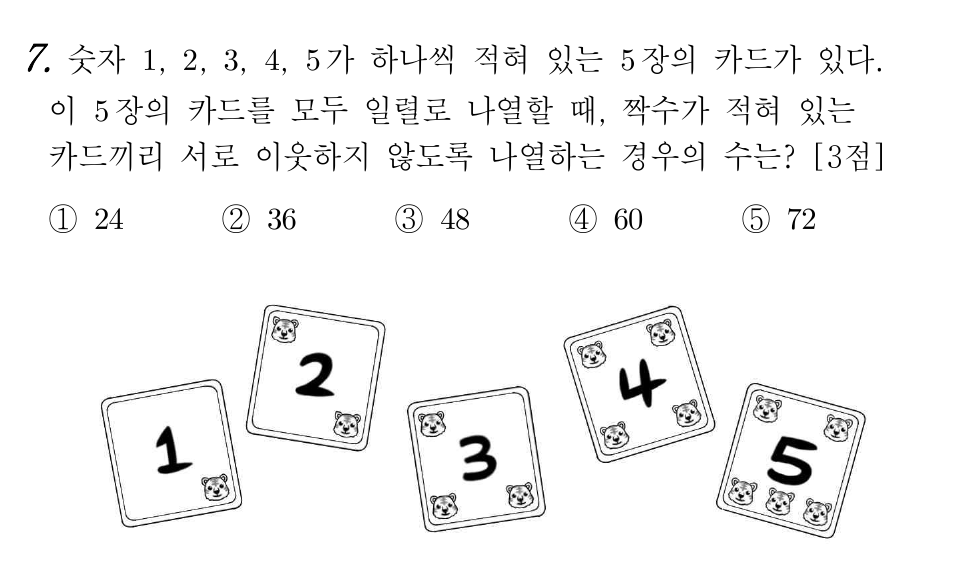 7. 숫자 1, 2, 3, 4, 5가 하나씩 적혀 있는 5장의 카드가 있다.
이 5장의 카드를 모두 일렬로 나열할 때, 짝수가 적혀 있는
카드끼리 서로 이웃하지 않도록 나열하는 경우의 수는? [3점]
① 24 ② 36 ③ 48 ④ 60 ⑤ 72
1 2 3 4 5